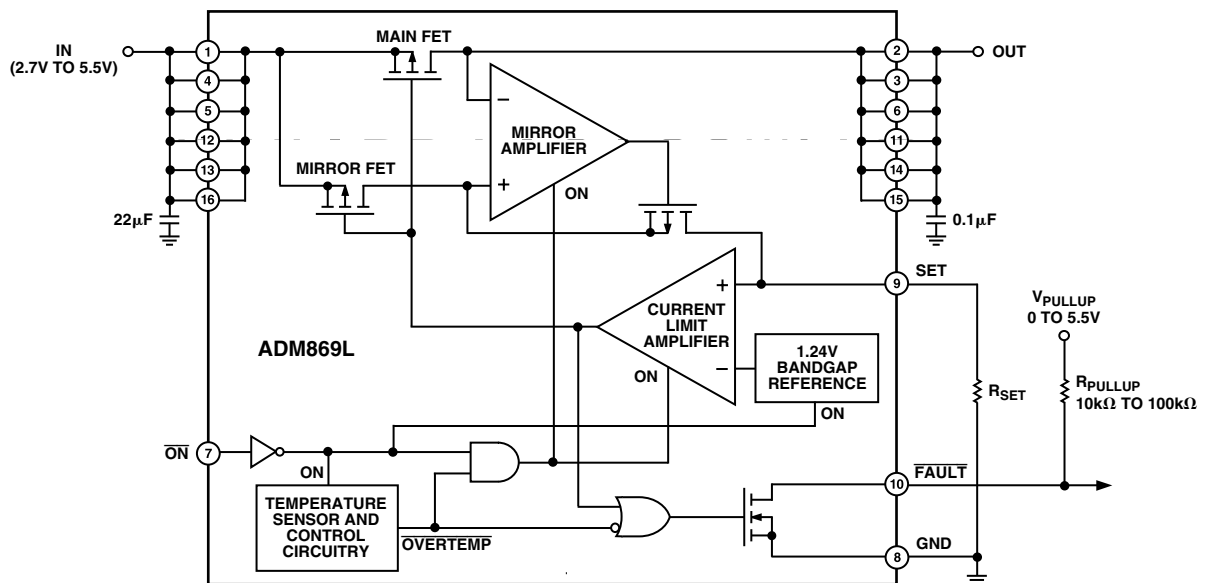 MAIN FET
IN
(2.7V TO 5.5V)
1
4
5
12
13
16
2
3
6
11
14
15
OUT
−
MIRROR
AMPLIFIER
+
ON
MIRROR FET
22μF
0.1μF
SET
9
+
CURRENT
LIMIT
AMPLIFIER
−
ON
1.24V
BANDGAP
REFERENCE
ON
VPULLUP
0 TO 5.5V
RSET
RPULLUP
10kΩ TO 100kΩ
ADM869L
ON
7
ON
TEMPERATURE
SENSOR AND
CONTROL
CIRCUITRY
OVERTEMP
10
FAULT
8
GND